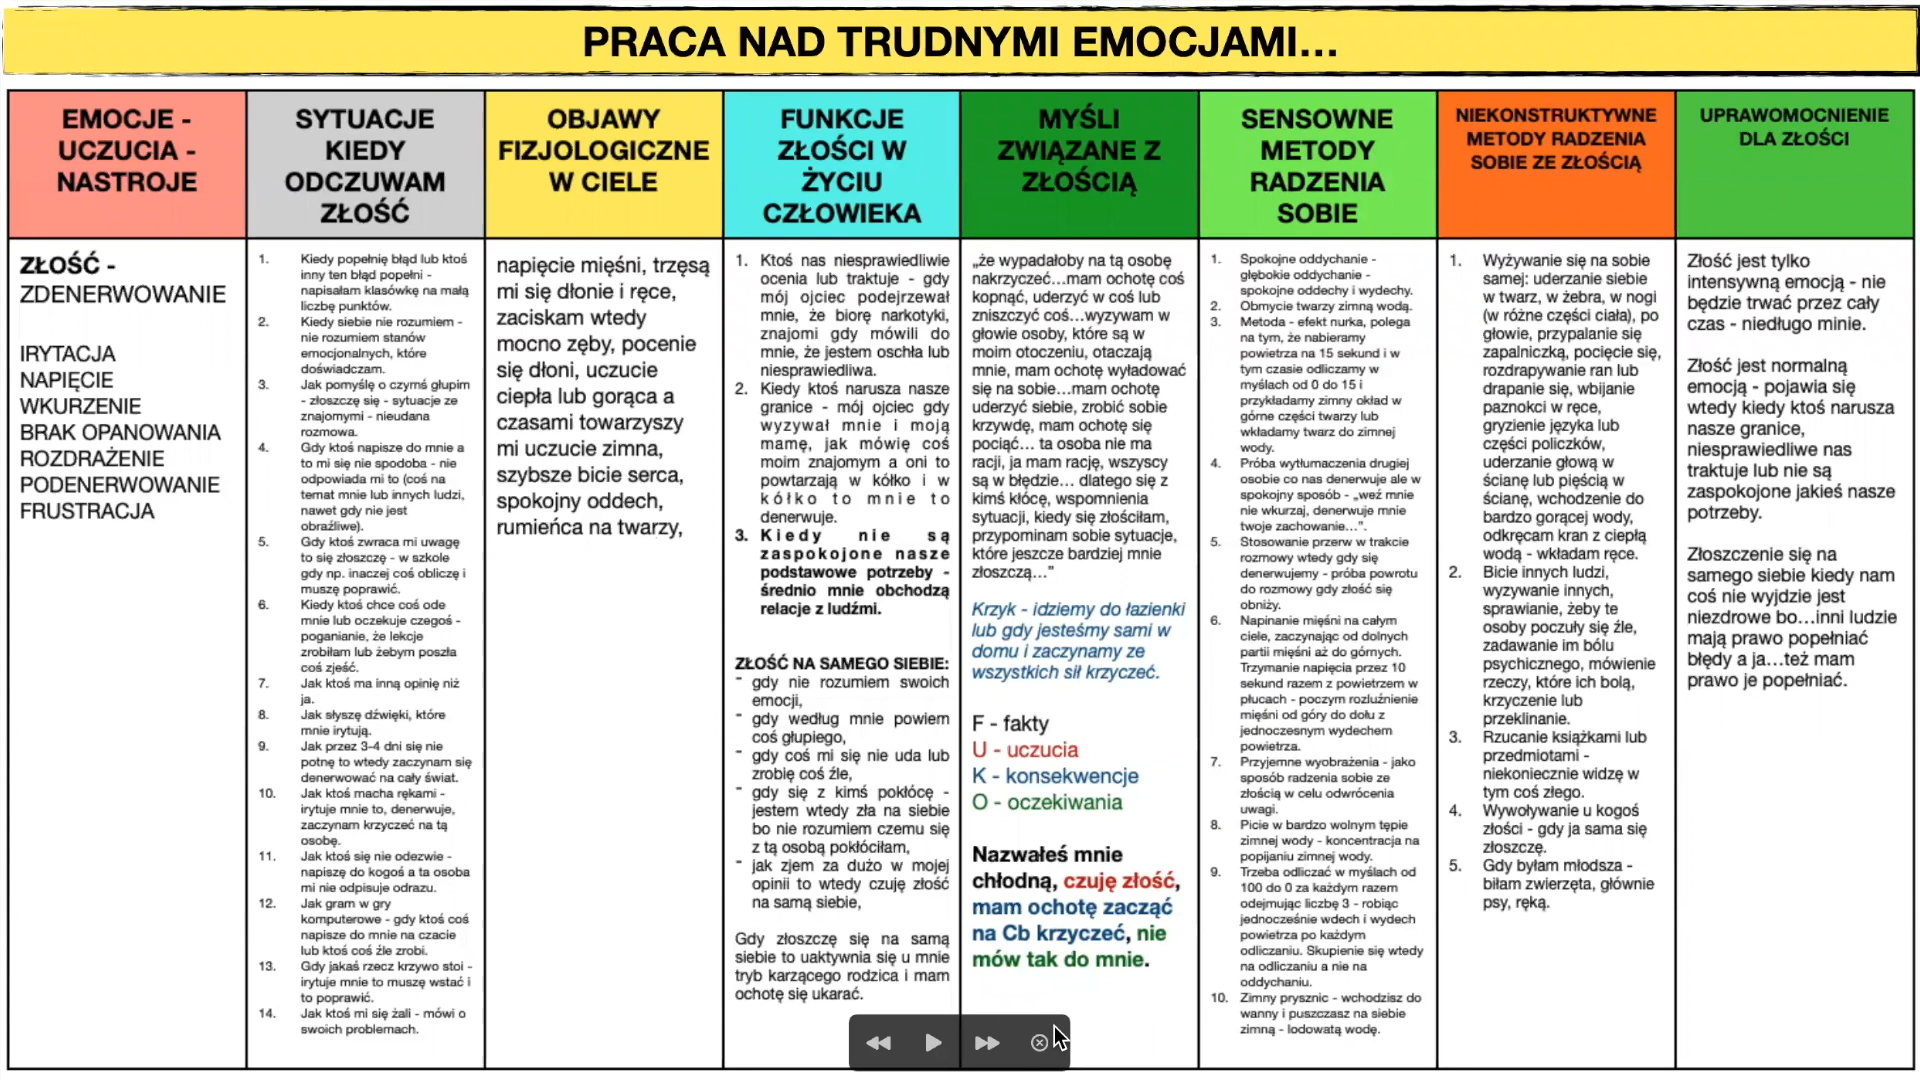 PRACA NAD TRUDNYMI EMOCJAMI...
EMOCJE -
UCZUCIA -
NASTROJE
SYTUACJE
KIEDY
ODCZUWAM
ZŁOŚĆ
OBJAWY
FIZJOLOGICZNE
W CIELE
FUNKCJE
ZŁOŚCI W
ŻYCIU
CZŁOWIEKA
MYŚLI
ZWIĄZANE Z
ZŁOŚCIĄ
SENSOWNE
METODY
RADZENIA
SOBIE
NIEKONSTRUKTYWNE
METODY RADZENIA
SOBIE ZE ZŁOŚCIĄ
UPRAWOMOCNIENIE
DLA ZŁOŚCI
ZŁOŚĆ -
ZDENERWOWANIE
IRYTACJA
NAPIĘCIE
WKURZENIE
BRAK OPANOWANIA
ROZDRAŻENIE
PODENERWOWANIE
FRUSTRACJA
1. Kiedy popełnię błąd lub ktoś
inny ten błąd popełni -
napisałam klasówkę na małą
liczbę punktów.
2. Kiedy siebie nie rozumiem -
nie rozumiem stanów
emocjonalnych, które
doświadczam.
3. Jak pomyślę o czymś głupim
- złoszczę się - sytuacje ze
znajomymi - nieudana
rozmowa.
4. Gdy ktoś napisze do mnie a
to mi się nie spodoba - nie
odpowiada mi to (coś na
temat mnie lub innych ludzi,
nawet gdy nie jest
obraźliwe).
5. Gdy ktoś zwraca mi uwagę
to się złoszczę - w szkole
gdy np. inaczej coś obliczę i
muszę poprawić.
6. Kiedy ktoś chce coś ode
mnie lub oczekuje czegoś -
poganianie, że lekcje
zrobiłam lub żebym poszła
coś zjeść.
7. Jak ktoś ma inną opinię niż
ja.
8. Jak słyszę dźwięki, które
mnie irytują.
9. Jak przez 3-4 dni się nie
potnę to wtedy zaczynam się
denerwować na cały świat.
10. Jak ktoś macha rękami -
irytuje mnie to, denerwuje,
zaczynam krzyczeć na tą
osobę.
11. Jak ktoś się nie odezwie -
napiszę do kogoś a ta osoba
mi nie odpisuje odrazu.
12. Jak gram w gry
komputerowe - gdy ktoś coś
napisze do mnie na czacie
lub ktoś coś źle zrobi.
13. Gdy jakaś rzecz krzywo stoi -
irytuje mnie to muszę wstać i
to poprawić.
14. Jak ktoś mi się żali - mówi o
swoich problemach.
napięcie mięśni, trzęsą
mi się dłonie i ręce,
zaciskam wtedy
mocno zęby, pocenie
się dłoni, uczucie
ciepła lub gorąca a
czasami towarzyszy
mi uczucie zimna,
szybsze bicie serca,
spokojny oddech,
rumieńca na twarzy,
1. Ktoś nas niesprawiedliwie
ocenia lub traktuje - gdy
mój ojciec podejrzewał
mnie, że biorę narkotyki,
znajomi gdy mówili do
mnie, że jestem oschła lub
niesprawiedliwa.
2. Kiedy ktoś narusza nasze
granice - mój ojciec gdy
wyzywał mnie i moją
mamę, jak mówię coś
moim znajomym a oni to
powtarzają w kółko i w
kółko to mnie to
denerwuje.
3. Kiedy nie są
zaspokojone nasze
podstawowe potrzeby -
średnio mnie obchodzą
relacje z ludźmi.
ZŁOŚĆ NA SAMEGO SIEBIE:
- gdy nie rozumiem swoich
emocji,
- gdy według mnie powiem
coś głupiego,
- gdy coś mi się nie uda lub
zrobię coś źle,
- gdy się z kimś pokłócę -
jestem wtedy zła na siebie
bo nie rozumiem czemu się
z tą osobą pokłóciłam,
- jak zjem za dużo w mojej
opinii to wtedy czuję złość
na samą siebie,
Gdy złoszczę się na samą
siebie to uaktywnia się u mnie
tryb karzącego rodzica i mam
ochotę się ukarać.
„że wypadałoby na tą osobę
nakrzyczeć...mam ochotę coś
kopnąć, uderzyć w coś lub
zniszczyć coś...wyzywam w
głowie osoby, które są w
moim otoczeniu, otaczają
mnie, mam ochotę wyładować
się na sobie...mam ochotę
uderzyć siebie, zrobić sobie
krzywdę, mam ochotę się
pociąć... ta osoba nie ma
racji, ja mam rację, wszyscy
są w błędzie... dlatego się z
kimś kłócę, wspomnienia
sytuacji, kiedy się złościłam,
przypominam sobie sytuacje,
które jeszcze bardziej mnie
złoszczą..."
Krzyk - idziemy do łazienki
lub gdy jesteśmy sami w
domu i zaczynamy ze
wszystkich sił krzyczeć.
F - fakty
U - uczucia
K - konsekwencje
O - oczekiwania
Nazwałeś mnie
chłodną, czuję złość,
mam ochotę zacząć
na Cb krzyczeć, nie
mów tak do mnie.
1. Spokojne oddychanie -
głębokie oddychanie -
spokojne oddechy i wydechy.
2. Obmycie twarzy zimną wodą.
3. Metoda - efekt nurka, polega
na tym, że nabieramy
powietrza na 15 sekund i w
tym czasie odliczamy w
myślach od 0 do 15 i
przykładamy zimny okład w
górne części twarzy lub
wkładamy twarz do zimnej
wody.
4. Próba wytłumaczenia drugiej
osobie co nas denerwuje ale w
spokojny sposób - „weź mnie
nie wkurzaj, denerwuje mnie
twoje zachowanie...".
5. Stosowanie przerw w trakcie
rozmowy wtedy gdy się
denerwujemy - próba powrotu
do rozmowy gdy złość się
obniży.
6. Napinanie mięśni na całym
ciele, zaczynając od dolnych
partii mięśni aż do górnych.
Trzymanie napięcia przez 10
sekund razem z powietrzem w
płucach - poczym rozluźnienie
mięśni od góry do dołu z
jednoczesnym wydechem
powietrza.
7. Przyjemne wyobrażenia - jako
sposób radzenia sobie ze
złością w celu odwrócenia
uwagi.
8. Picie w bardzo wolnym tępie
zimnej wody - koncentracja na
popijaniu zimnej wody.
9. Trzeba odliczać w myślach od
100 do 0 za każdym razem
odejmując liczbę 3 - robiąc
jednocześnie wdech i wydech
powietrza po każdym
odliczaniu. Skupienie się wtedy
na odliczaniu a nie na
oddychaniu.
10. Zimny prysznic - wchodzisz do
wanny i puszczasz na siebie
zimną - lodowatą wodę.
1. Wyżywanie się na sobie
samej: uderzanie siebie
w twarz, w żebra, w nogi
(w różne części ciała), po
głowie, przypalanie się
zapalniczką, pocięcie się,
rozdrapywanie ran lub
drapanie się, wbijanie
paznokci w ręce,
gryzienie języka lub
części policzków,
uderzanie głową w
ścianę lub pięścią w
ścianę, wchodzenie do
bardzo gorącej wody,
odkręcam kran z ciepłą
wodą - wkładam ręce.
2. Bicie innych ludzi,
wyzywanie innych,
sprawianie, żeby te
osoby poczuły się źle,
zadawanie im bólu
psychicznego, mówienie
rzeczy, które ich bolą,
krzyczenie lub
przeklinanie.
3. Rzucanie książkami lub
przedmiotami -
niekoniecznie widzę w
tym coś złego.
4. Wywoływanie u kogoś
złości - gdy ja sama się
złoszczę.
5. Gdy byłam młodsza -
biłam zwierzęta, głównie
psy, ręką.
Złość jest tylko
intensywną emocją - nie
będzie trwać przez cały
czas - niedługo minie.
Złość jest normalną
emocją - pojawia się
wtedy kiedy ktoś narusza
nasze granice,
niesprawiedliwe nas
traktuje lub nie są
zaspokojone jakieś nasze
potrzeby.
Złoszczenie się na
samego siebie kiedy nam
coś nie wyjdzie jest
niezdrowe bo...inni ludzie
mają prawo popełniać
błędy a ja...też mam
prawo je popełniać.